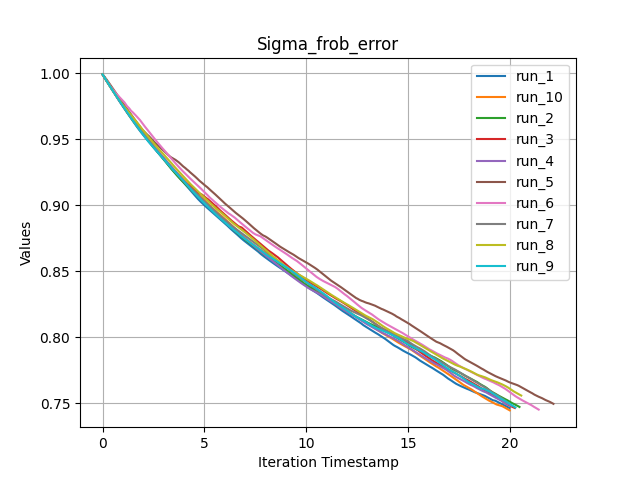 Sigma_frob_error
Values
1.00
0.95
0.90
0.85
0.80
0.75
0
5
10
15
20
Iteration Timestamp
run_1
run_10
run_2
run_3
run_4
run_5
run_6
run_7
run_8
run_9